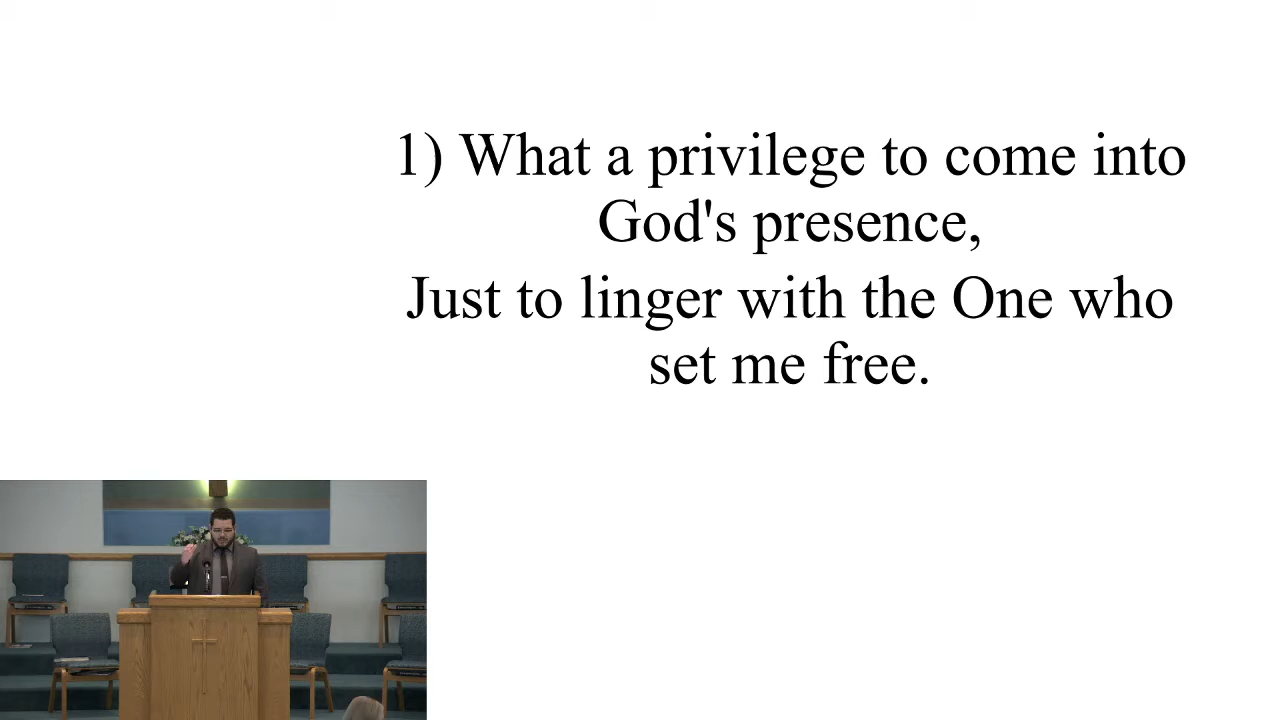 1) What a privilege to come into
God's presence,
Just to linger with the One who
set me free.